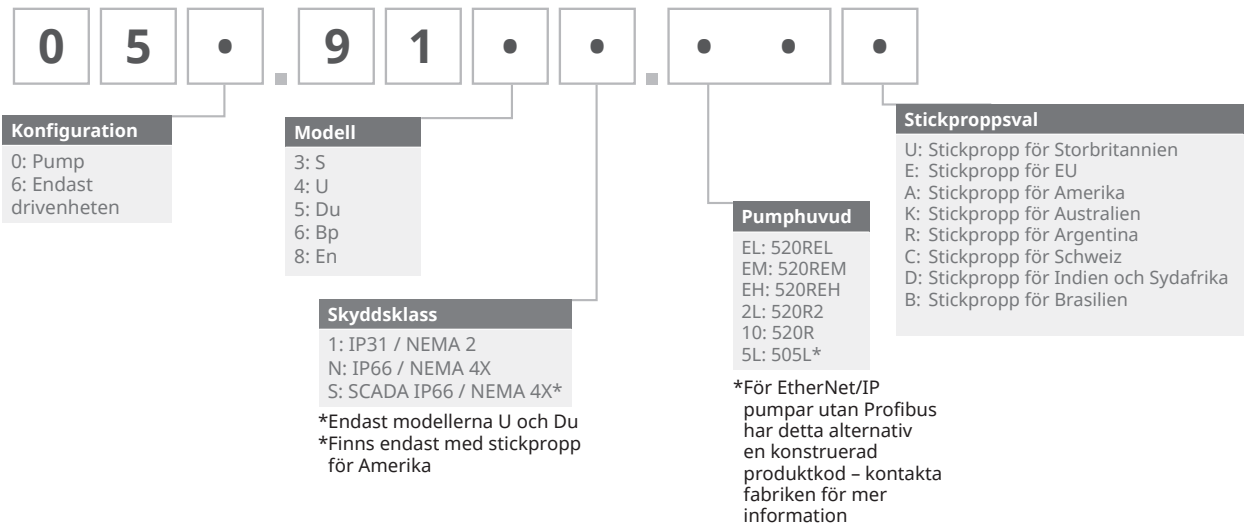 0 5 • . 9 1 • • . • • •
Konfiguration
0: Pump
6: Endast
drivenheten
Modell
3: S
4: U
5: Du
6: Bp
8: En
Skyddsklass
1: IP31 / NEMA 2
N: IP66 / NEMA 4X
S: SCADA IP66 / NEMA 4X*
*Endast modellerna U och Du
*Finns endast med stickpropp
för Amerika
Pumphuvud
EL: 520REL
EM: 520REM
EH: 520REH
2L: 520R2
10: 520R
5L: 505L*
*För EtherNet/IP
pumpar utan Profibus
har detta alternativ
en konstruerad
produktkod – kontakta
fabriken för mer
information
Stickproppsval
U: Stickpropp för Storbritannien
E: Stickpropp för EU
A: Stickpropp för Amerika
K: Stickpropp för Australien
R: Stickpropp för Argentina
C: Stickpropp för Schweiz
D: Stickpropp för Indien och Sydafrika
B: Stickpropp för Brasilien